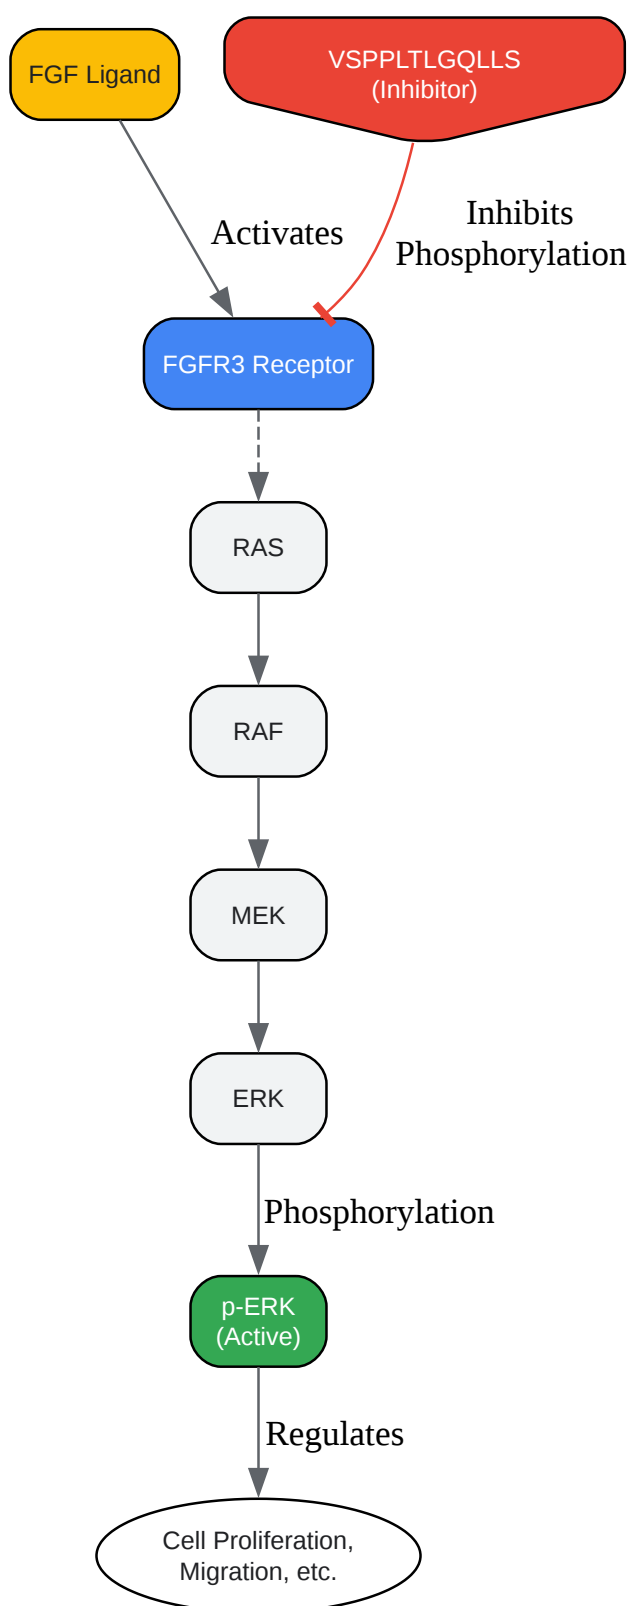 FGF Ligand
VSPPLTLGQLLS
(Inhibitor)
Activates
Inhibits
Phosphorylation
FGFR3 Receptor
RAS
RAF
MEK
ERK
Phosphorylation
p-ERK
(Active)
Regulates
Cell Proliferation,
Migration, etc.